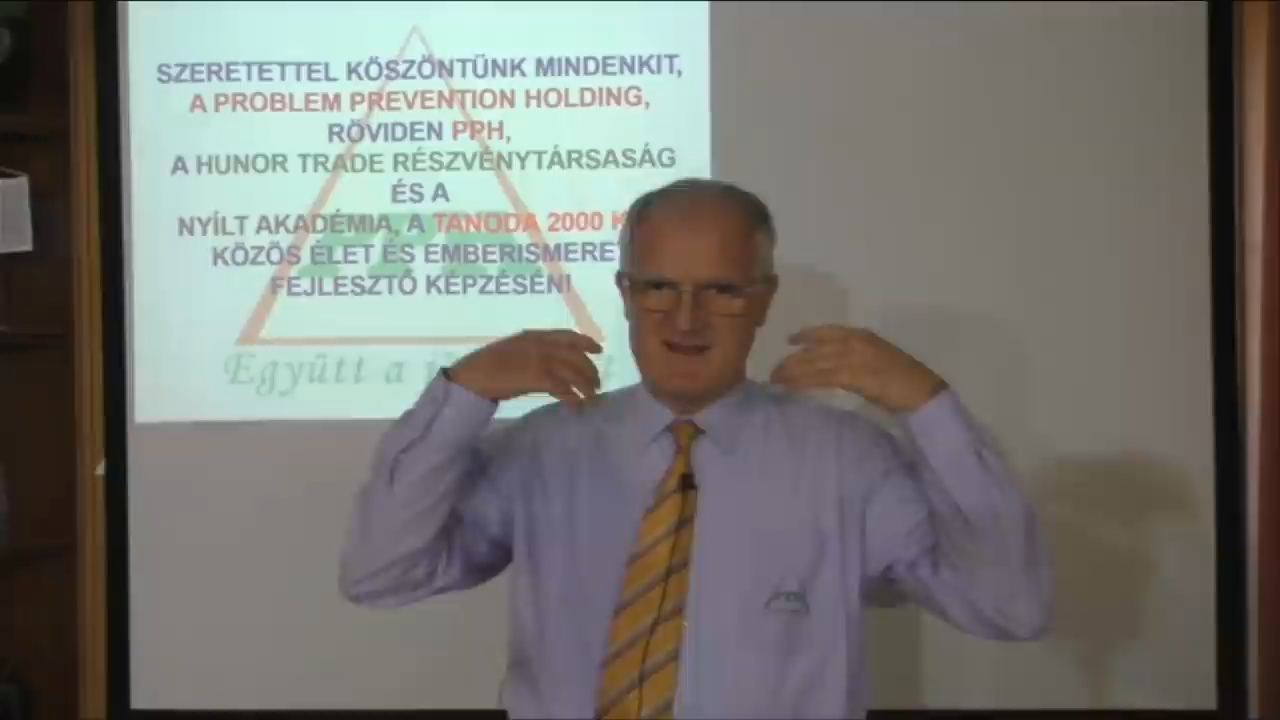 SZERETETTEL KÖSZÖNTÜNK MINDENKIT,
A PROBLEM PREVENTION HOLDING,
RÖVIDEN PPH,
A HUNOR TRADE RÉSZVÉNYTÁRSASÁG
ÉS A
NYÍLT AKADÉMIA, A TANODA 2000
KÖZÖS ÉLET ÉS EMBERISMERET
FEJLESZTŐ KÉPZÉSÉN!
Együtt a